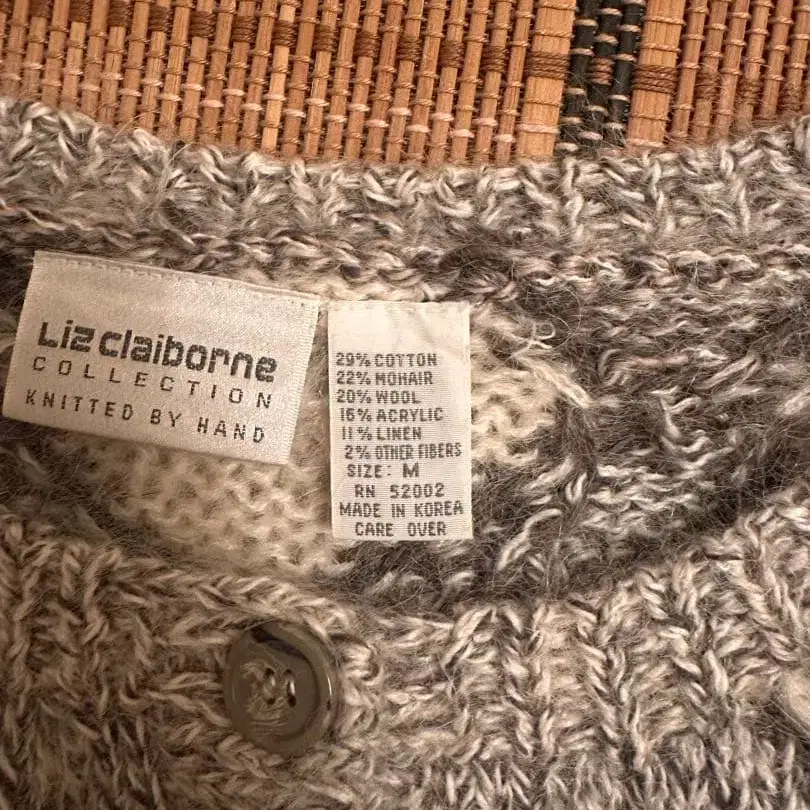 Liz claiborne
COLLECTION
KNITTED BY HAND
29% COTTON
22% MOHAIR
20% WOOL
16% ACRYLIC
11% LINEN
2% OTHER FIBERS
SIZE: M
RN 52002
MADE IN KOREA
CARE OVER